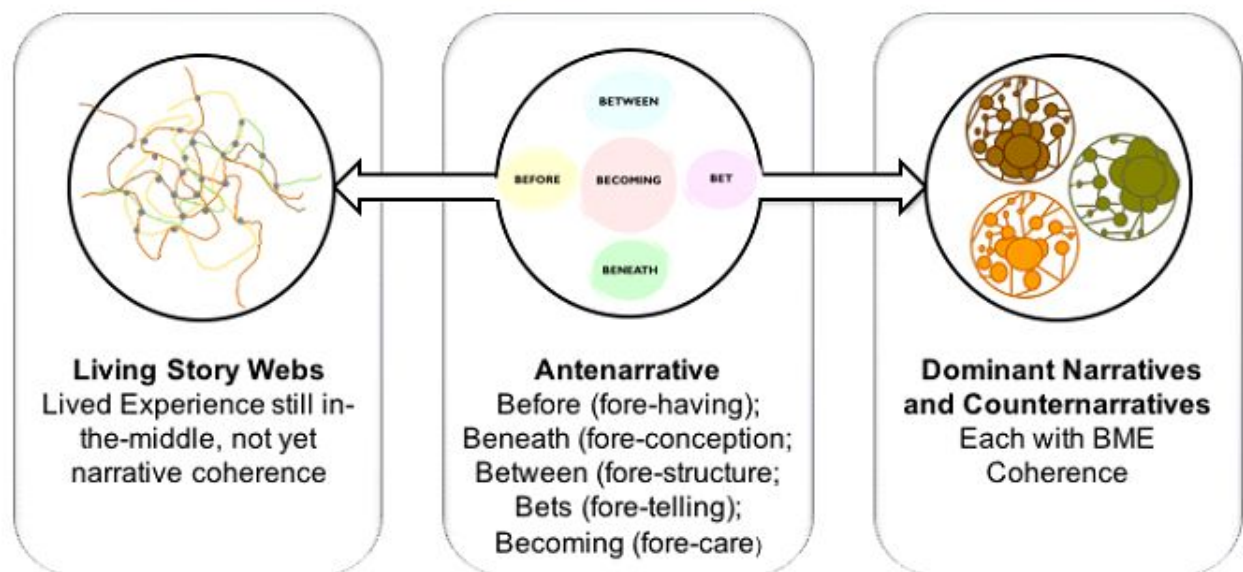 BETWEEN
BEFORE
BECOMING
BET
BENEATH
Living Story Webs
Lived Experience still in-
the-middle, not yet
narrative coherence
Antenarrative
Before (fore-having);
Beneath (fore-conception;
Between (fore-structure;
Bets (fore-telling);
Becoming (fore-care)
Dominant Narratives
and Counternarratives
Each with BME
Coherence